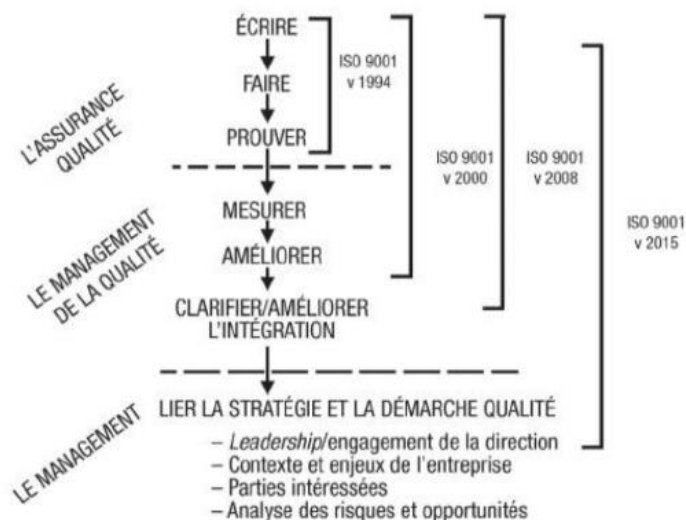 ÉCRIRE
FAIRE
PROUVER
MESURER
AMÉLIORER
CLARIFIER/AMÉLIORER
L'INTÉGRATION
LIER LA STRATÉGIE ET LA DÉMARCHE QUALITÉ
– Leadership/engagement de la direction
– Contexte et enjeux de l'entreprise
– Parties intéressées
– Analyse des risques et opportunités
L'ASSURANCE
QUALITÉ
LE MANAGEMENT
DE LA QUALITÉ
LE MANAGEMENT
ISO 9001
v 1994
ISO 9001
v 2000
ISO 9001
v 2008
ISO 9001
v 2015